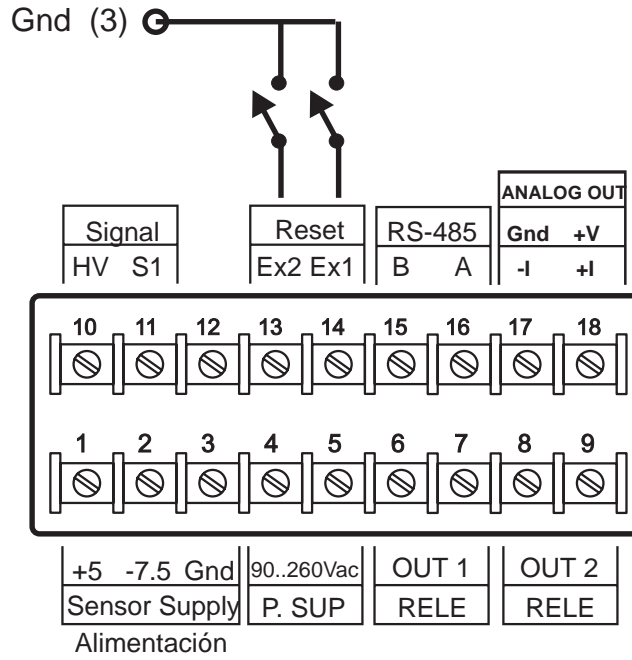 Gnd (3)
ANALOG OUT
Signal Reset RS-485 Gnd +V
HV S1 Ex2 Ex1 B A -I +I
10 11 12 13 14 15 16 17 18
1 2 3 4 5 6 7 8 9
+5 -7.5 Gnd 90..260Vac OUT 1 OUT 2
Sensor Supply P. SUP RELE RELE
Alimentación